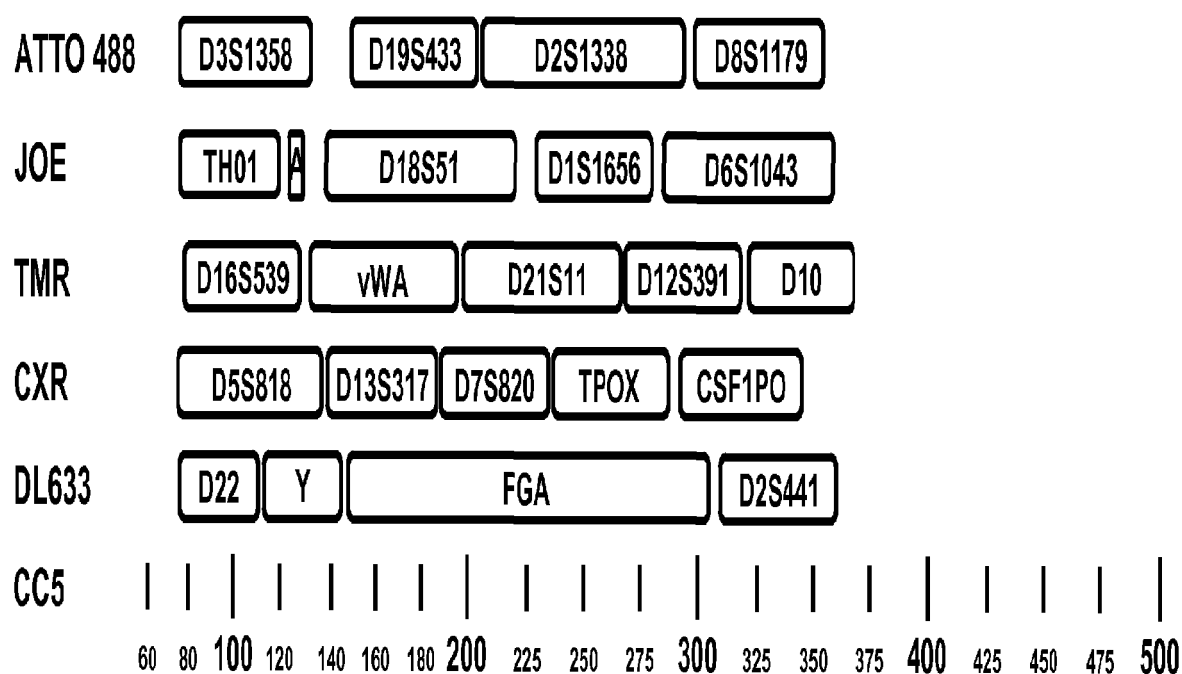 ATTO 488 D3S1358 D19S433 D2S1338 D8S1179
JOE TH01 A D18S51 D1S1656 D6S1043
TMR D16S539 vWA D21S11 D12S391 D10
CXR D5S818 D13S317 D7S820 TPOX CSF1PO
DL633 D22 Y FGA D2S441
CC5
60 80 100 120 140 160 180 200 225 250 275 300 325 350 375 400 425 450 475 500